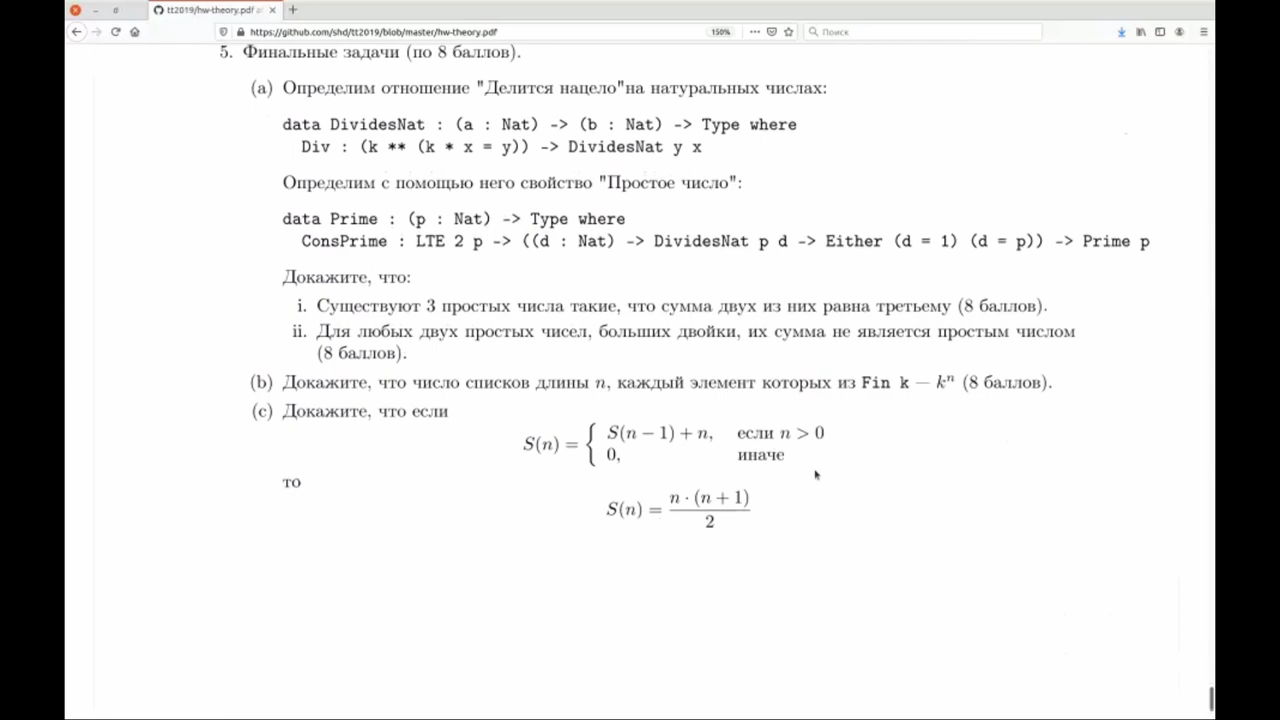 tt2019/hw-theory.pdf
https://github.com/shd/tt2019/blob/master/hw-theory.pdf
150%
Поиск
5. Финальные задачи (по 8 баллов).
(a) Определим отношение "Делится нацело"на натуральных числах:
data DividesNat : (a : Nat) -> (b : Nat) -> Type where
Div : (k ** (k * x = y)) -> DividesNat y x
Определим с помощью него свойство "Простое число":
data Prime : (p : Nat) -> Type where
ConsPrime : LTE 2 p -> ((d : Nat) -> DividesNat p d -> Either (d = 1) (d = p)) -> Prime p
Докажите, что:
i. Существуют 3 простых числа такие, что сумма двух из них равна третьему (8 баллов).
ii. Для любых двух простых чисел, больших двойки, их сумма не является простым числом
(8 баллов).
(b) Докажите, что число списков длины n, каждый элемент которых из Fin k — kⁿ (8 баллов).
(c) Докажите, что если
S(n) = { S(n − 1) + n, если n > 0
0, иначе
то
S(n) = n · (n + 1)
2